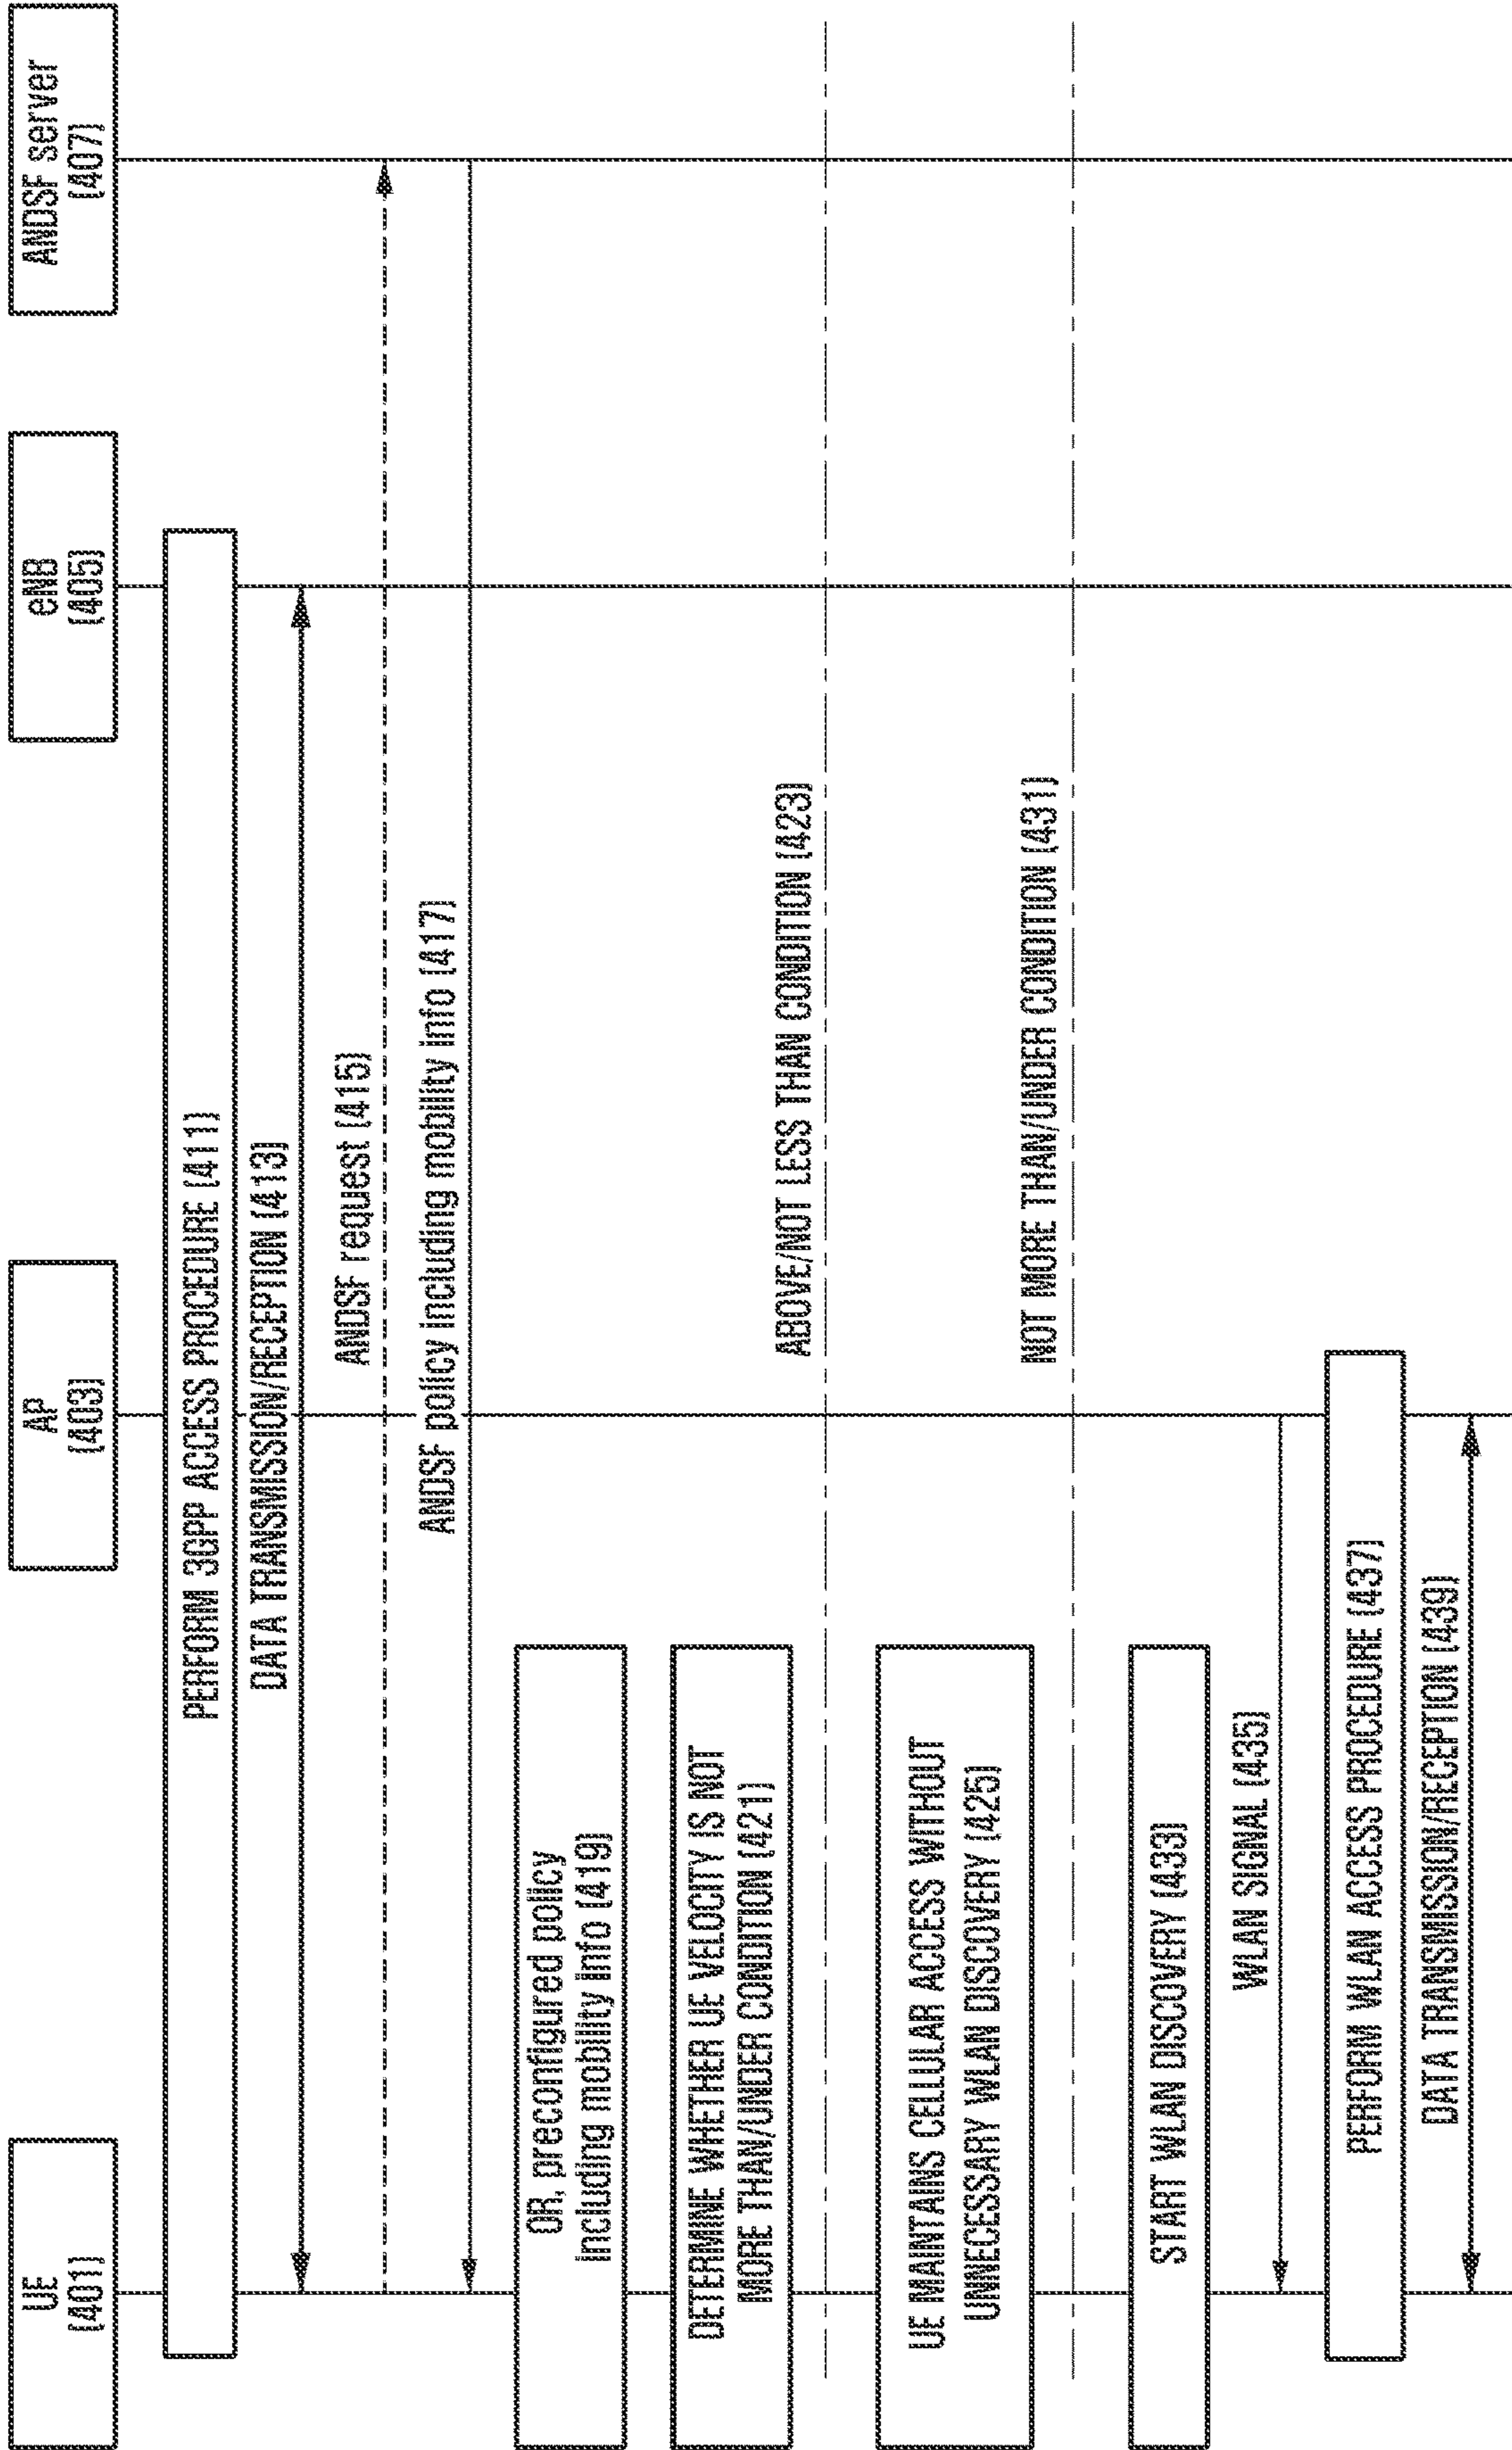 UE
(401)
AP
(403)
eNB
(405)
ANDSF server
(407)
PERFORM 3GPP ACCESS PROCEDURE (411)
DATA TRANSMISSION/RECEPTION (413)
ANDSF request (415)
ANDSF policy including mobility info (417)
OR, preconfigured policy
including mobility info (419)
DETERMINE WHETHER UE VELOCITY IS NOT
MORE THAN/UNDER CONDITION (421)
ABOVE/NOT LESS THAN CONDITION (423)
UE MAINTAINS CELLULAR ACCESS WITHOUT
UNNECESSARY WLAN DISCOVERY (425)
NOT MORE THAN/UNDER CONDITION (431)
START WLAN DISCOVERY (433)
WLAN SIGNAL (435)
PERFORM WLAN ACCESS PROCEDURE (437)
DATA TRANSMISSION/RECEPTION (439)